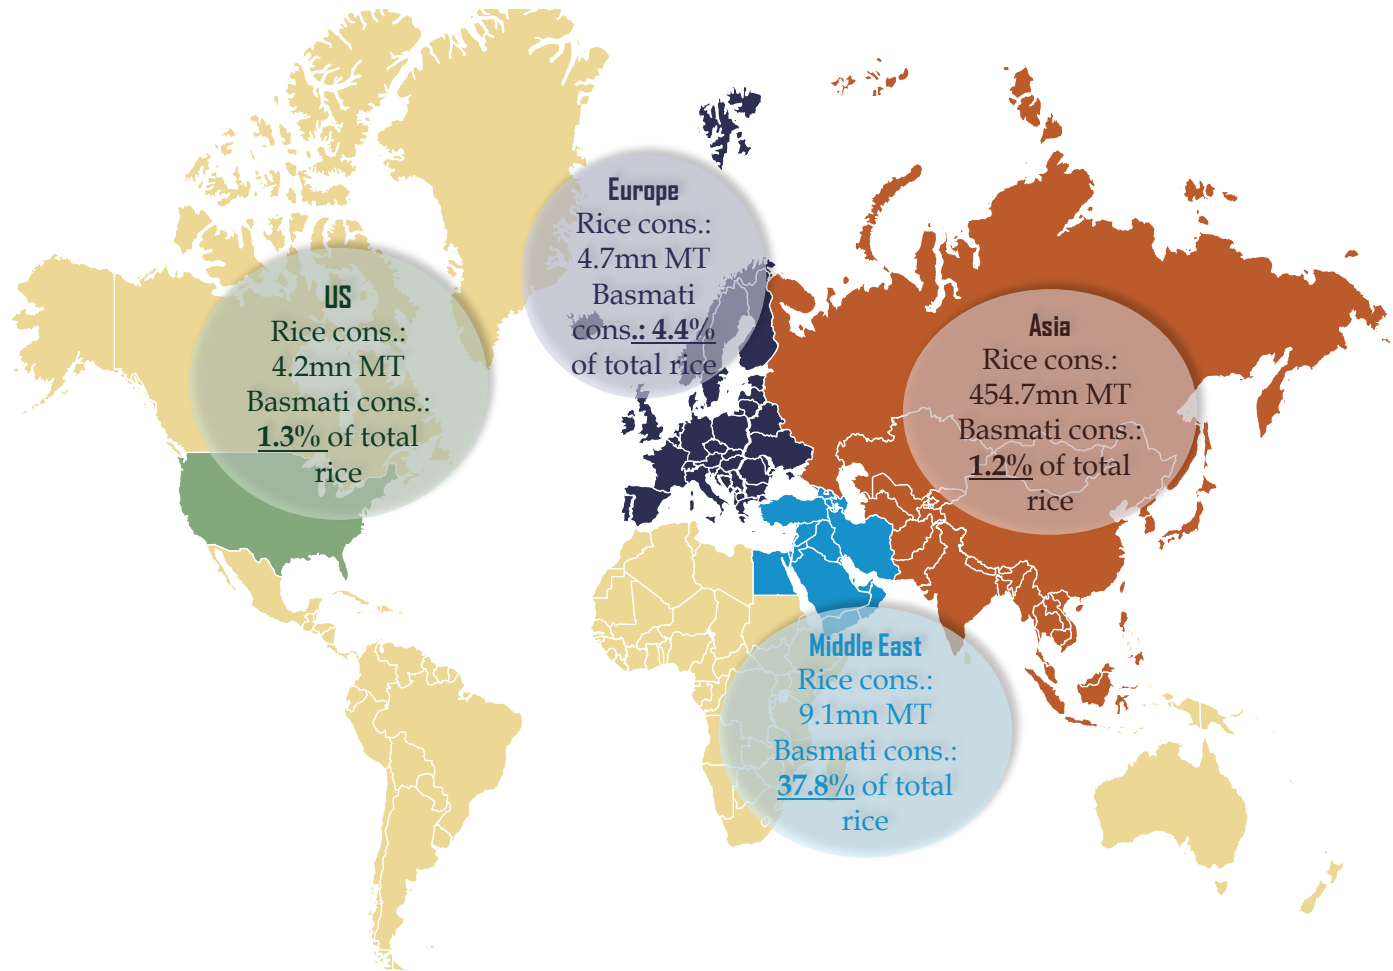 Europe
Rice cons.:
4.7mn MT
Basmati
cons.: 4.4%
of total rice
US
Rice cons.:
4.2mn MT
Basmati cons.:
1.3% of total
rice
Asia
Rice cons.:
454.7mn MT
Basmati cons.:
1.2% of total
rice
Middle East
Rice cons.:
9.1mn MT
Basmati cons.:
37.8% of total
rice